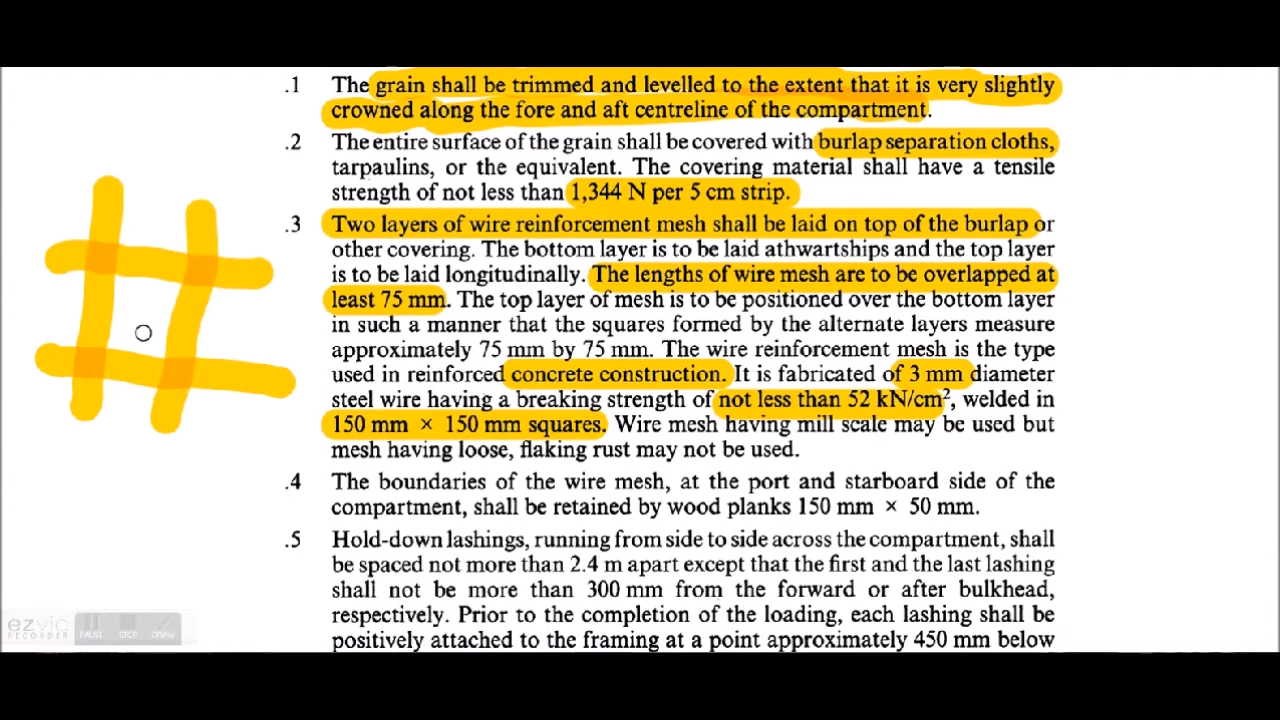 .1 The grain shall be trimmed and levelled to the extent that it is very slightly
crowned along the fore and aft centreline of the compartment.
.2 The entire surface of the grain shall be covered with burlap separation cloths,
tarpaulins, or the equivalent. The covering material shall have a tensile
strength of not less than 1,344 N per 5 cm strip.
.3 Two layers of wire reinforcement mesh shall be laid on top of the burlap or
other covering. The bottom layer is to be laid athwartships and the top layer
is to be laid longitudinally. The lengths of wire mesh are to be overlapped at
least 75 mm. The top layer of mesh is to be positioned over the bottom layer
in such a manner that the squares formed by the alternate layers measure
approximately 75 mm by 75 mm. The wire reinforcement mesh is the type
used in reinforced concrete construction. It is fabricated of 3 mm diameter
steel wire having a breaking strength of not less than 52 kN/cm², welded in
150 mm × 150 mm squares. Wire mesh having mill scale may be used but
mesh having loose, flaking rust may not be used.
.4 The boundaries of the wire mesh, at the port and starboard side of the
compartment, shall be retained by wood planks 150 mm × 50 mm.
.5 Hold-down lashings, running from side to side across the compartment, shall
be spaced not more than 2.4 m apart except that the first and the last lashing
shall not be more than 300 mm from the forward or after bulkhead,
respectively. Prior to the completion of the loading, each lashing shall be
positively attached to the framing at a point approximately 450 mm below
ezvic
RECORDER
PAUSE STOP DRAW